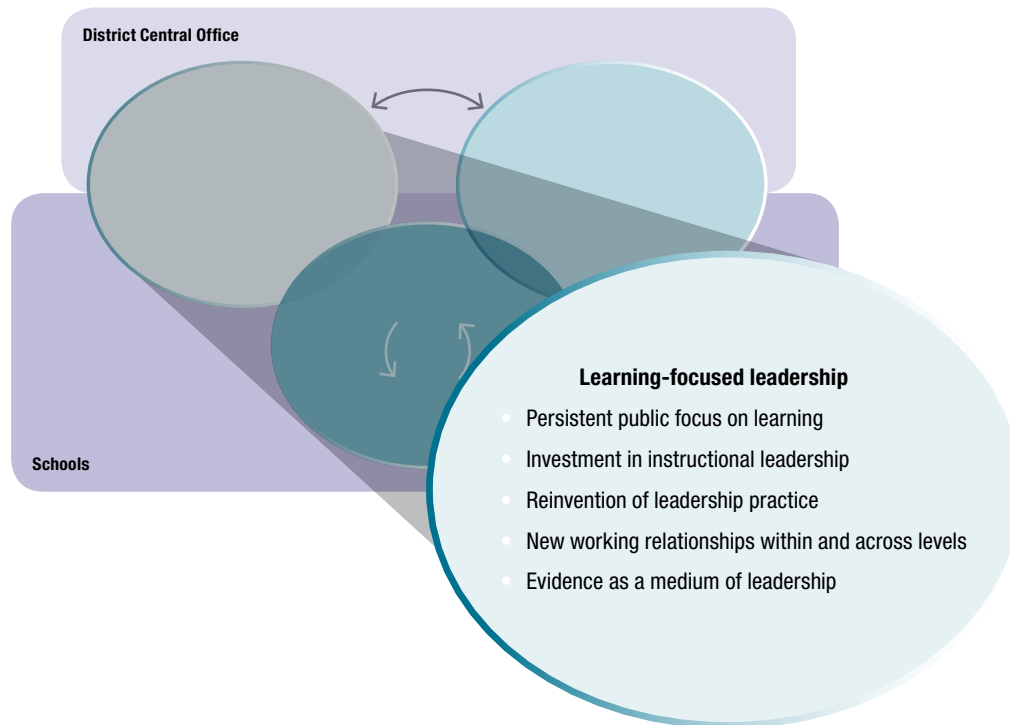 District Central Office
Schools
Learning-focused leadership
Persistent public focus on learning
Investment in instructional leadership
Reinvention of leadership practice
New working relationships within and across levels
Evidence as a medium of leadership